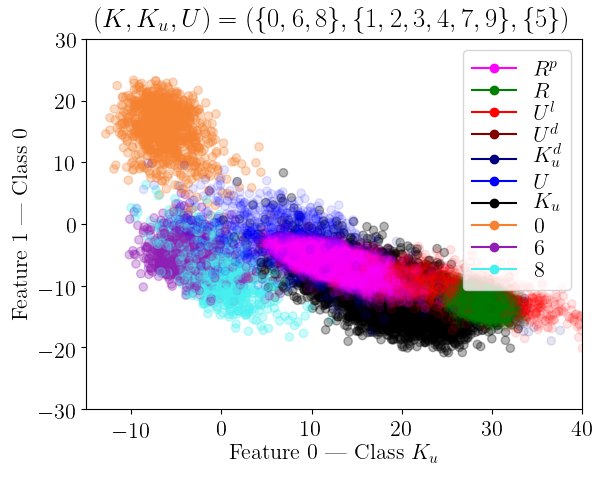 (K, K_u, U) = ({0, 6, 8}, {1, 2, 3, 4, 7, 9}, {5})
30
20
10
0
−10
−20
−30
Feature 1 — Class 0
R^p
R
U^l
U^d
K_u^d
U
K_u
0
6
8
−10
0
10
20
30
40
Feature 0 — Class K_u